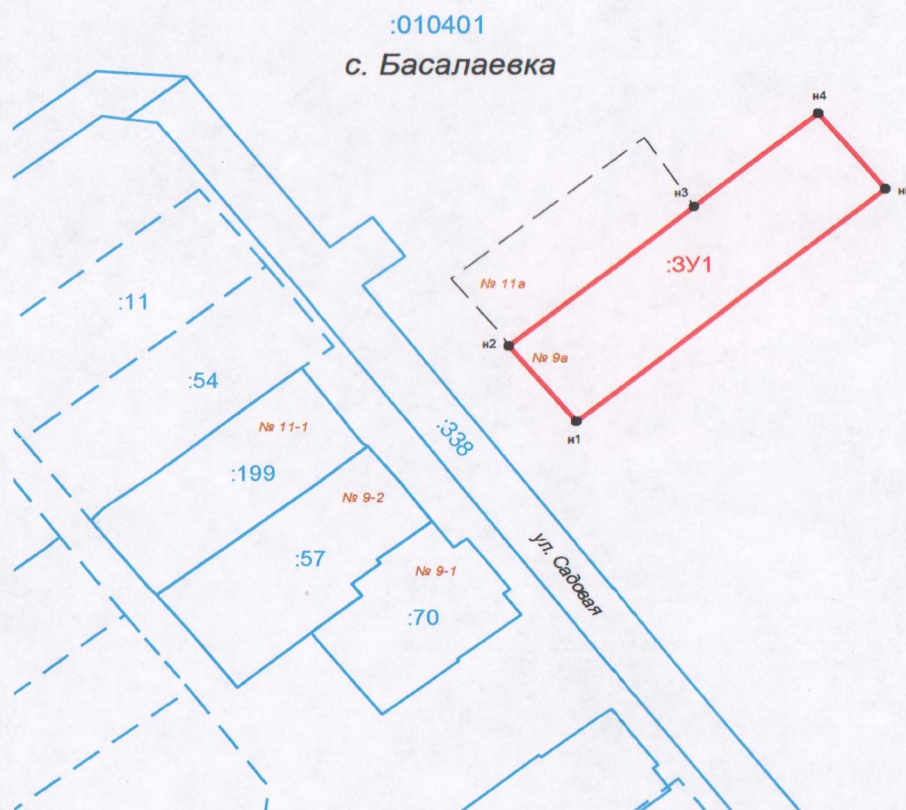 :010401
с. Басалаевка
н4
н3
:ЗУ1
№ 11а
:11
н2
№ 9а
:54
№ 11-1
н1
:338
:199
№ 9-2
ул. Садовая
:57
№ 9-1
:70